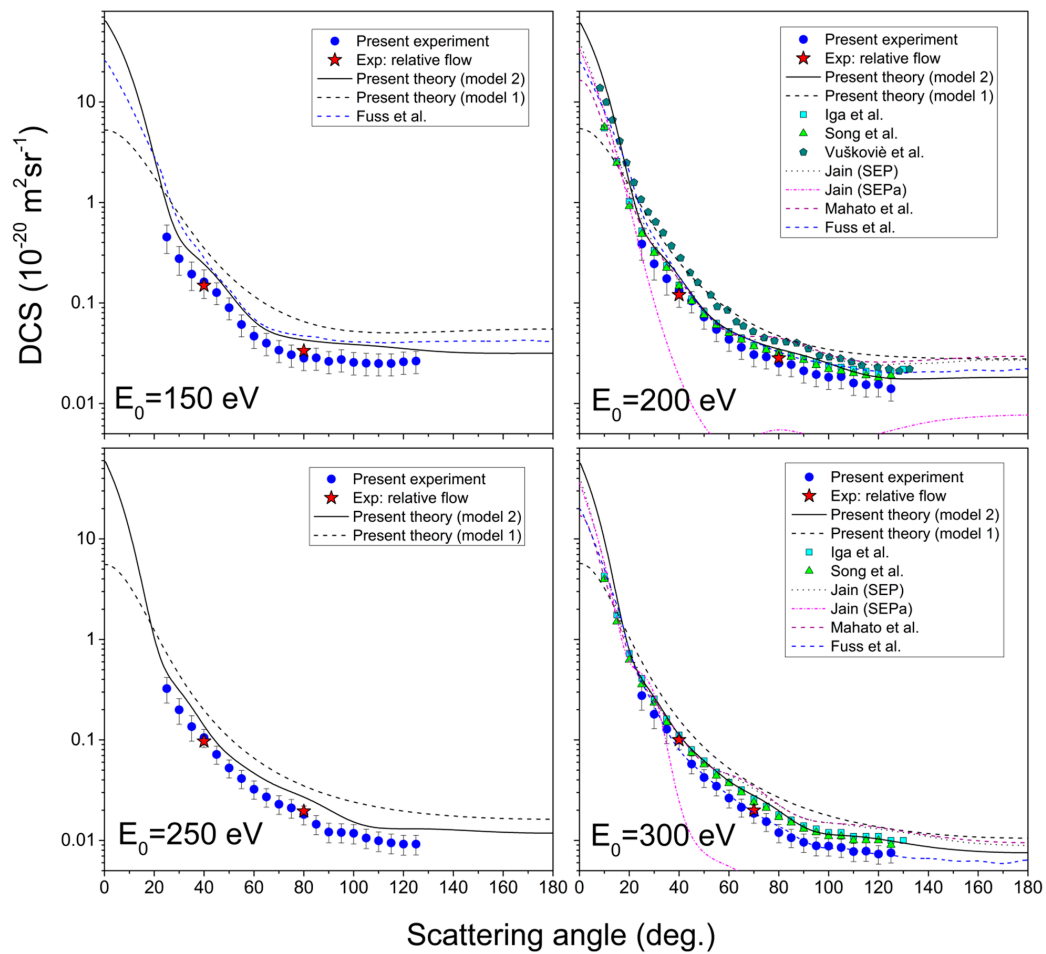 DCS (10⁻²⁰ m²sr⁻¹)
10
1
0.1
0.01
Present experiment
Exp: relative flow
Present theory (model 2)
Present theory (model 1)
Fuss et al.
E₀=150 eV
Present experiment
Exp: relative flow
Present theory (model 2)
Present theory (model 1)
Iga et al.
Song et al.
Vuškoviè et al.
Jain (SEP)
Jain (SEPa)
Mahato et al.
Fuss et al.
E₀=200 eV
10
1
0.1
0.01
Present experiment
Exp: relative flow
Present theory (model 2)
Present theory (model 1)
E₀=250 eV
0 20 40 60 80 100 120 140 160 180
Present experiment
Exp: relative flow
Present theory (model 2)
Present theory (model 1)
Iga et al.
Song et al.
Jain (SEP)
Jain (SEPa)
Mahato et al.
Fuss et al.
E₀=300 eV
0 20 40 60 80 100 120 140 160 180
Scattering angle (deg.)